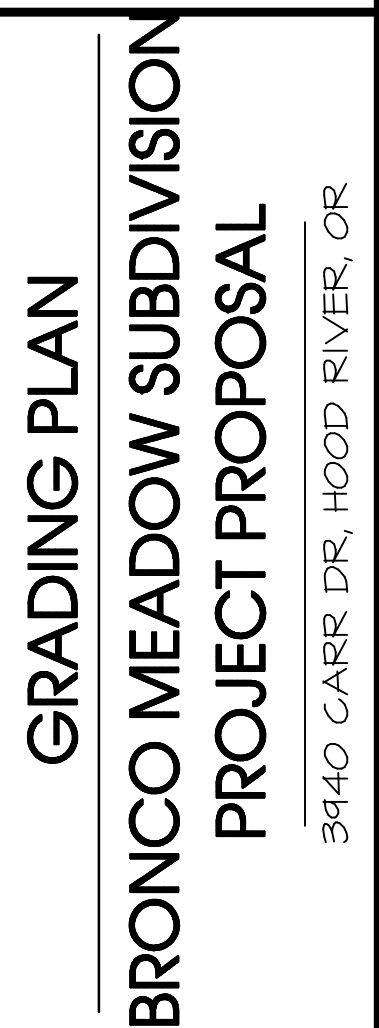 GRADING PLAN
BRONCO MEADOW SUBDIVISION
PROJECT PROPOSAL
3940 CARR DR, HOOD RIVER, OR